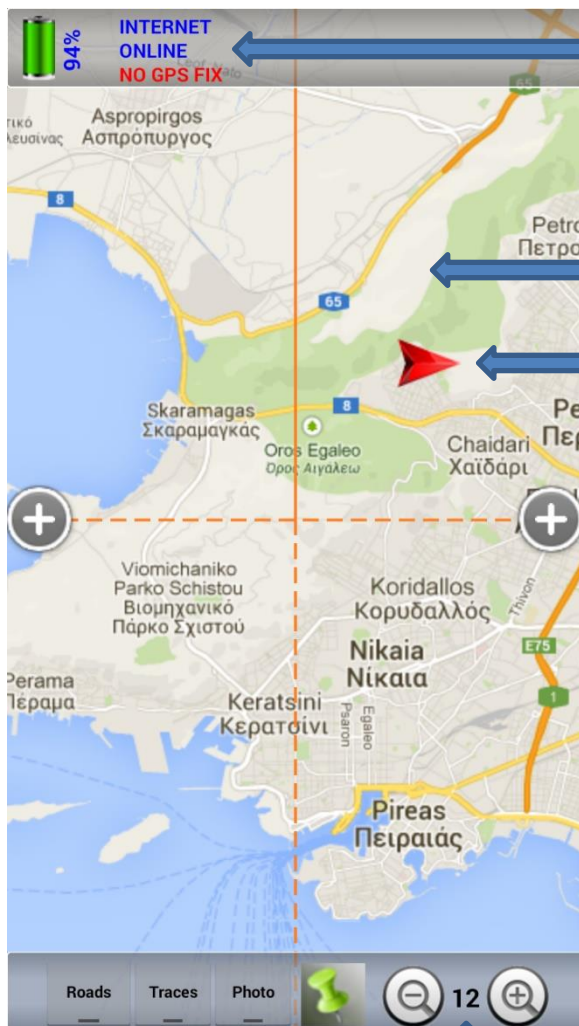 94%
INTERNET
ONLINE
NO GPS FIX
65
Aspropirgos
Ασπρόπυργος
8
65
Skaramagas
Σκαραμαγκάς
8
Oros Egaleo
Όρος Αιγάλεω
Chaidari
Χαϊδάρι
Viomichaniko
Parko Schistou
Βιομηχανικό
Πάρκο Σχιστού
Koridallos
Κορυδαλλός
Thivon
E75
Nikaia
Νίκαια
1
Perama
Πέραμα
Keratsini
Κερατσίνι
Psaron
Egaleo
Pireas
Πειραιάς
Roads
Traces
Photo
12